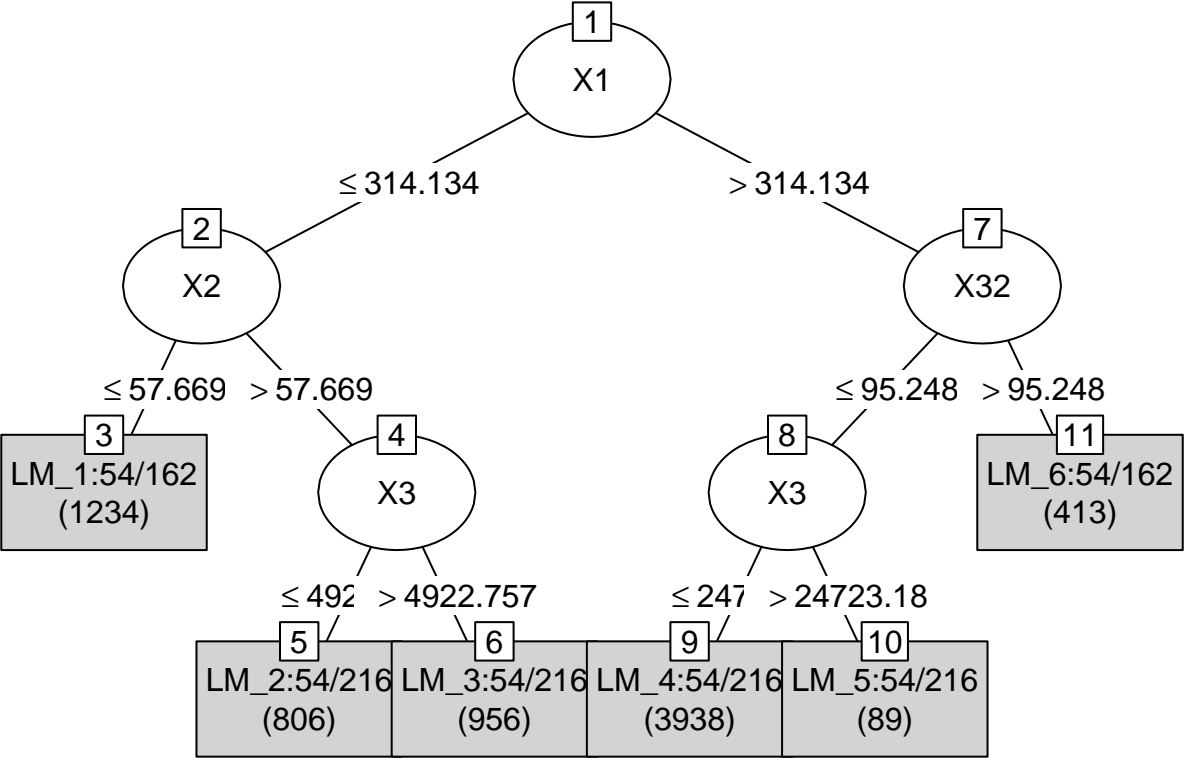 1
X1
≤ 314.134
> 314.134
2
X2
7
X32
≤ 57.669
> 57.669
≤ 95.248
> 95.248
3
LM_1:54/162
(1234)
4
X3
8
X3
11
LM_6:54/162
(413)
≤ 492
> 4922.757
≤ 247
> 24723.18
5
LM_2:54/216
(806)
6
LM_3:54/216
(956)
9
LM_4:54/216
(3938)
10
LM_5:54/216
(89)